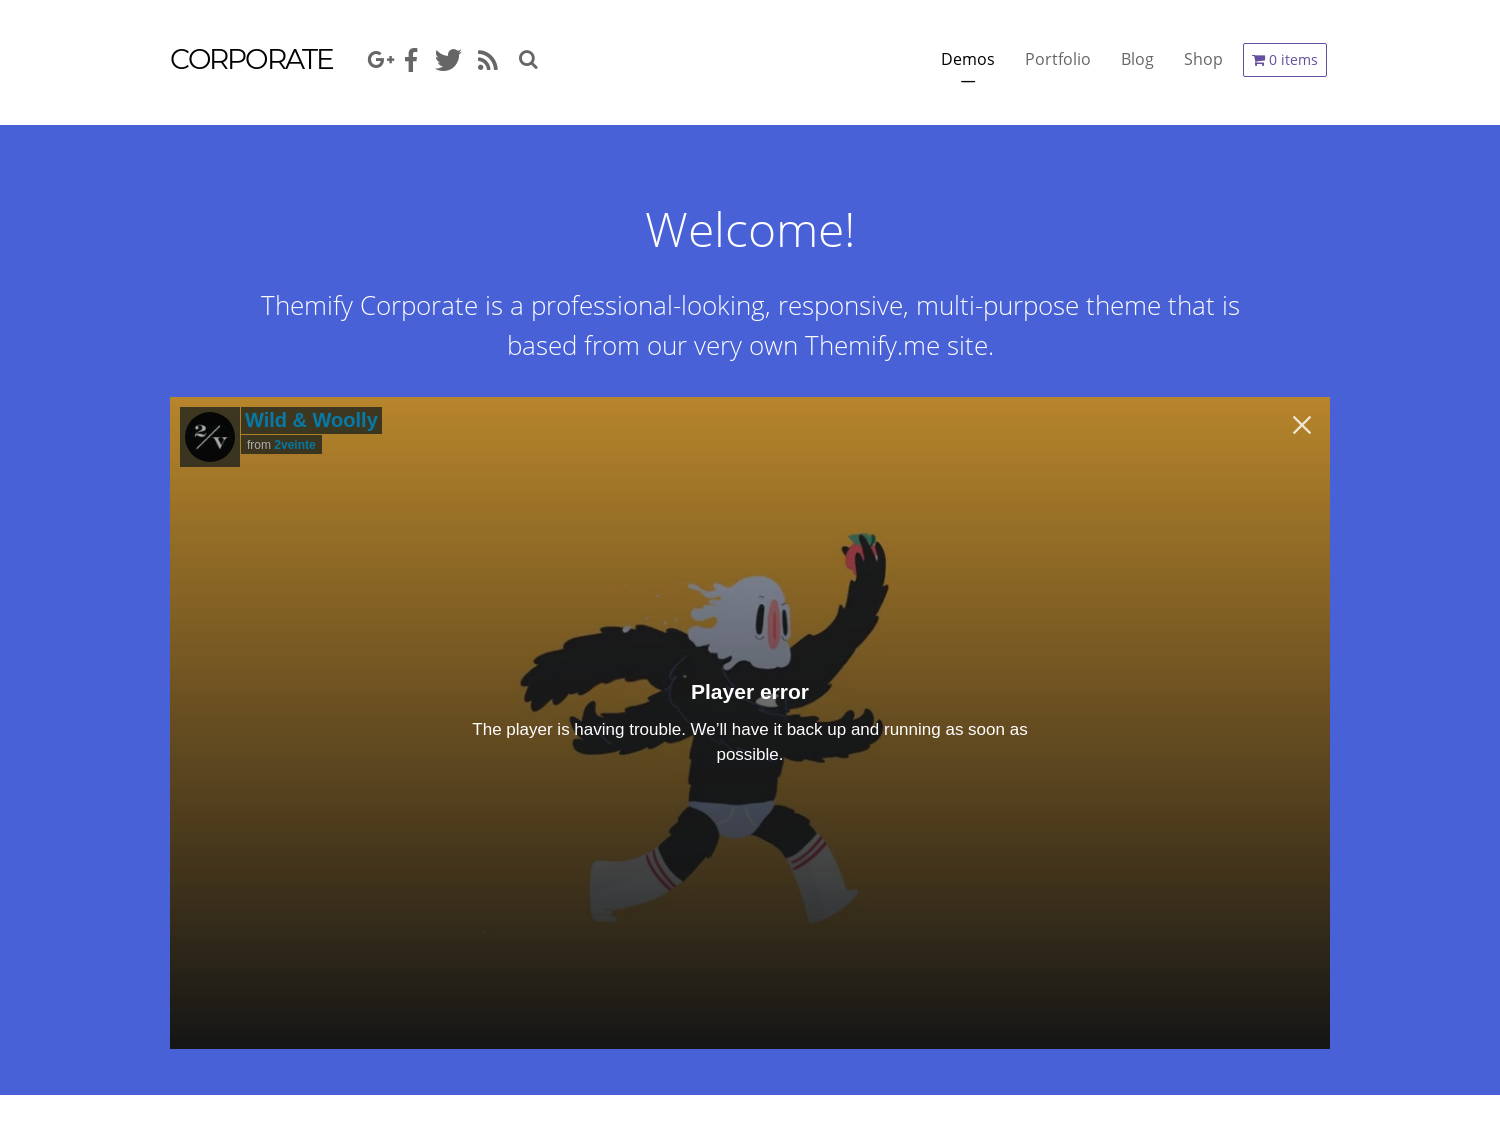 CORPORATE
Demos
Portfolio
Blog
Shop
0 items
Welcome!
Themify Corporate is a professional-looking, responsive, multi-purpose theme that is
based from our very own Themify.me site.
2/V
Wild & Woolly
from 2veinte
Player error
The player is having trouble. We’ll have it back up and running as soon as
possible.